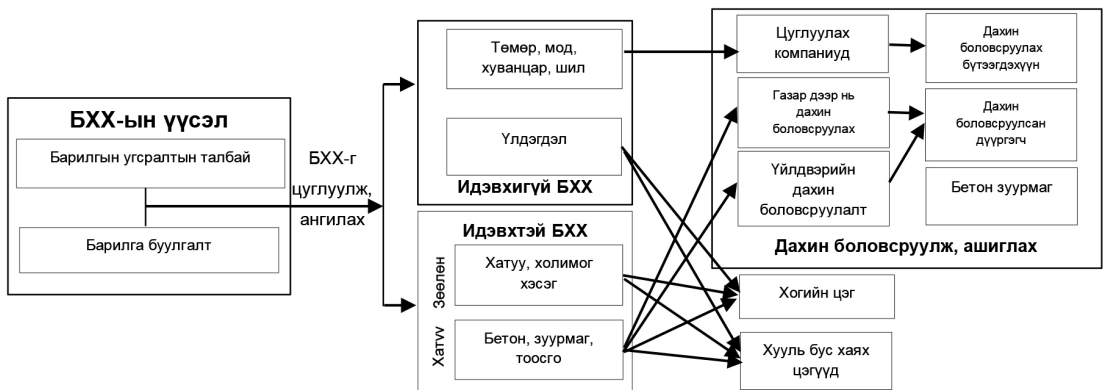 БХХ-ын үүсэл
Барилгын угсралтын талбай
Барилга буулгалт
БХХ-г
цуглуулж,
ангилах
Төмөр, мод,
хуванцар, шил
Үлдэгдэл
Идэвхигүй БХХ
Идэвхтэй БХХ
Зөөлөн
Хатуу, холимог
хэсэг
Хатуу
Бетон, зуурмаг,
тоосго
Цуглуулах
компаниуд
Дахин
боловсруулах
бүтээгдэхүүн
Газар дээр нь
дахин
боловсруулах
Дахин
боловсруулсан
дүүргэгч
Үйлдвэрийн
дахин
боловсруулалт
Бетон зуурмаг
Дахин боловсруулж, ашиглах
Хогийн цэг
Хууль бус хаях
цэгүүд